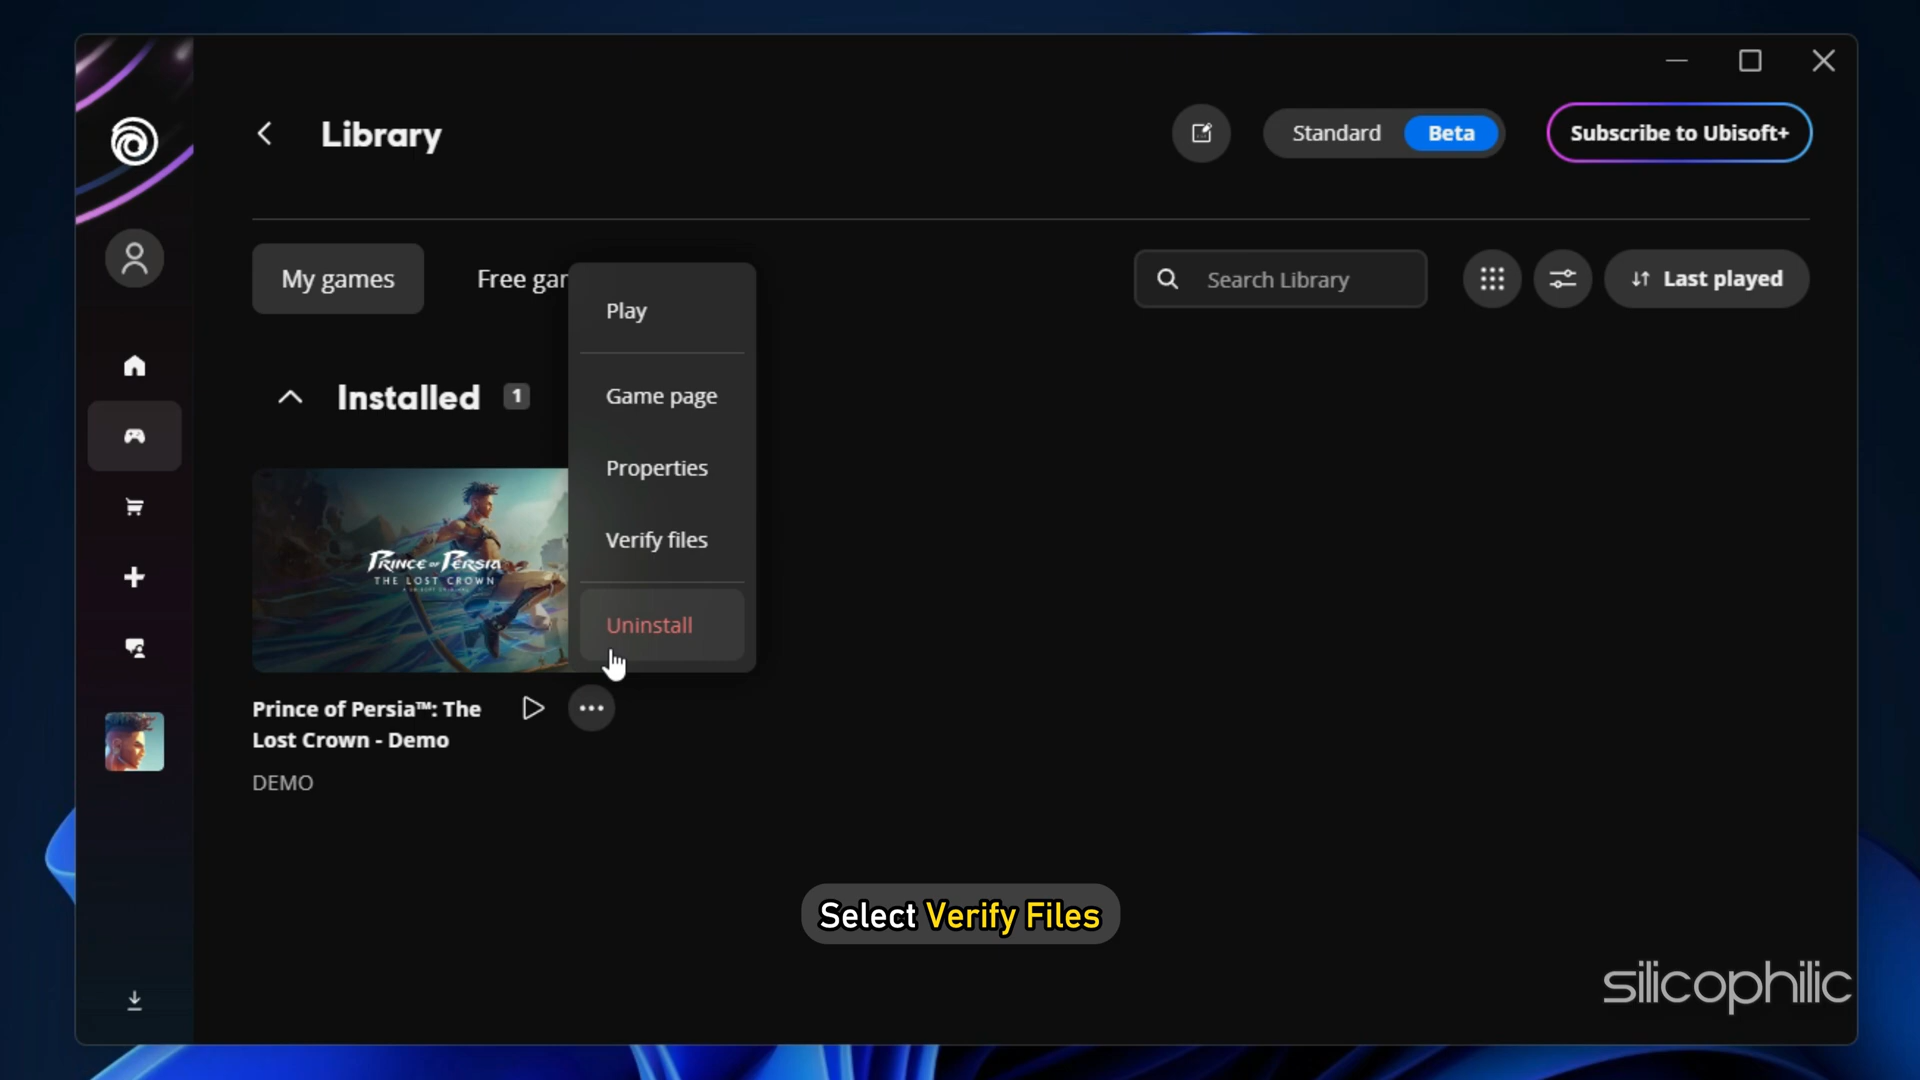 Library
Standard
Beta
Subscribe to Ubisoft+
My games
Free gar
Search Library
Last played
Play
Game page
Properties
Verify files
Uninstall
Installed 1
PRINCE OF PERSIA
THE LOST CROWN
Prince of Persia™: The
Lost Crown - Demo
DEMO
Select Verify Files
silicophilic